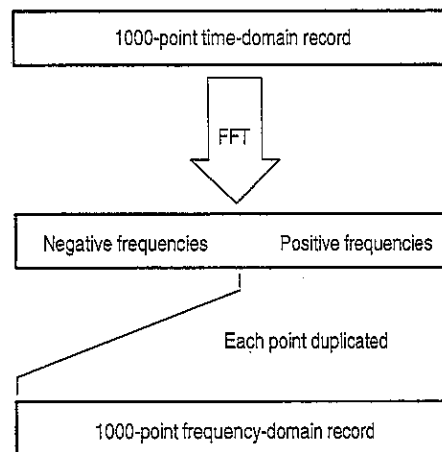 1000-point time-domain record
FFT
Negative frequencies Positive frequencies
Each point duplicated
1000-point frequency-domain record